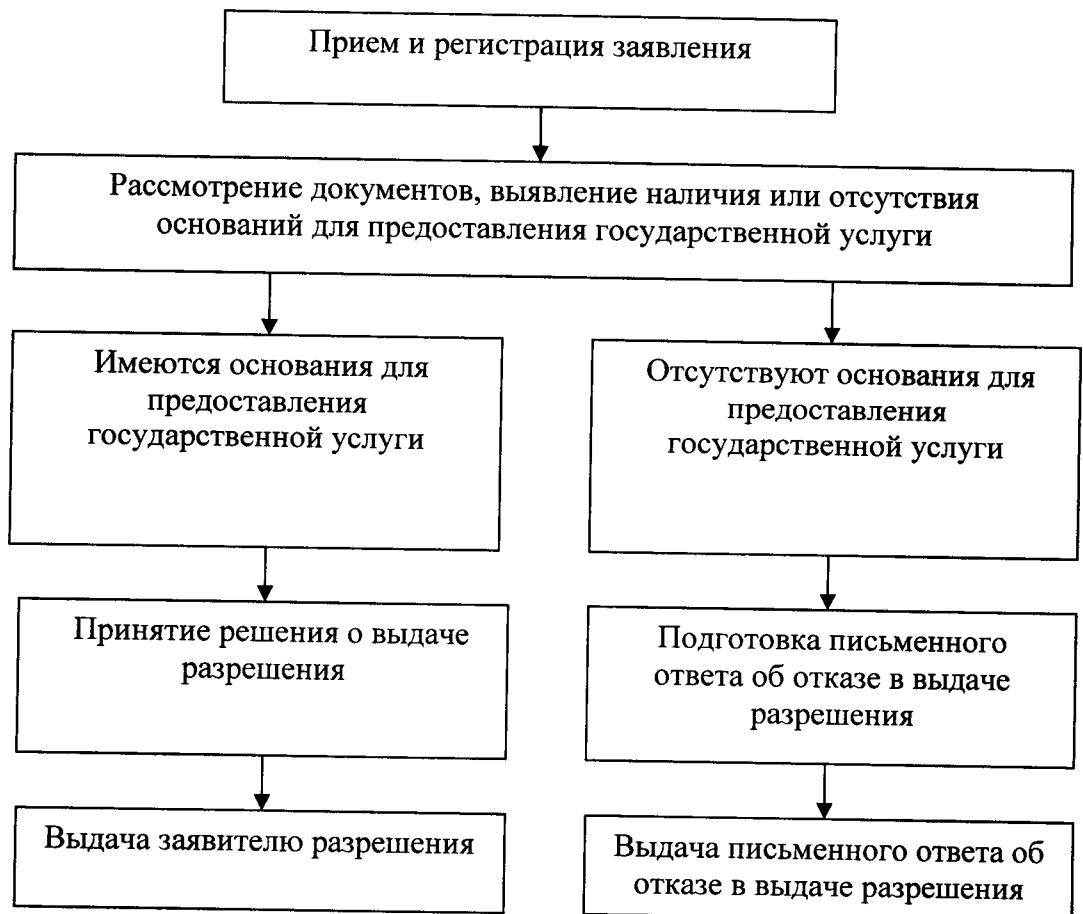 Прием и регистрация заявления
Рассмотрение документов, выявление наличия или отсутствия
оснований для предоставления государственной услуги
Имеются основания для
предоставления
государственной услуги
Отсутствуют основания для
предоставления
государственной услуги
Принятие решения о выдаче
разрешения
Подготовка письменного
ответа об отказе в выдаче
разрешения
Выдача заявителю разрешения
Выдача письменного ответа об
отказе в выдаче разрешения